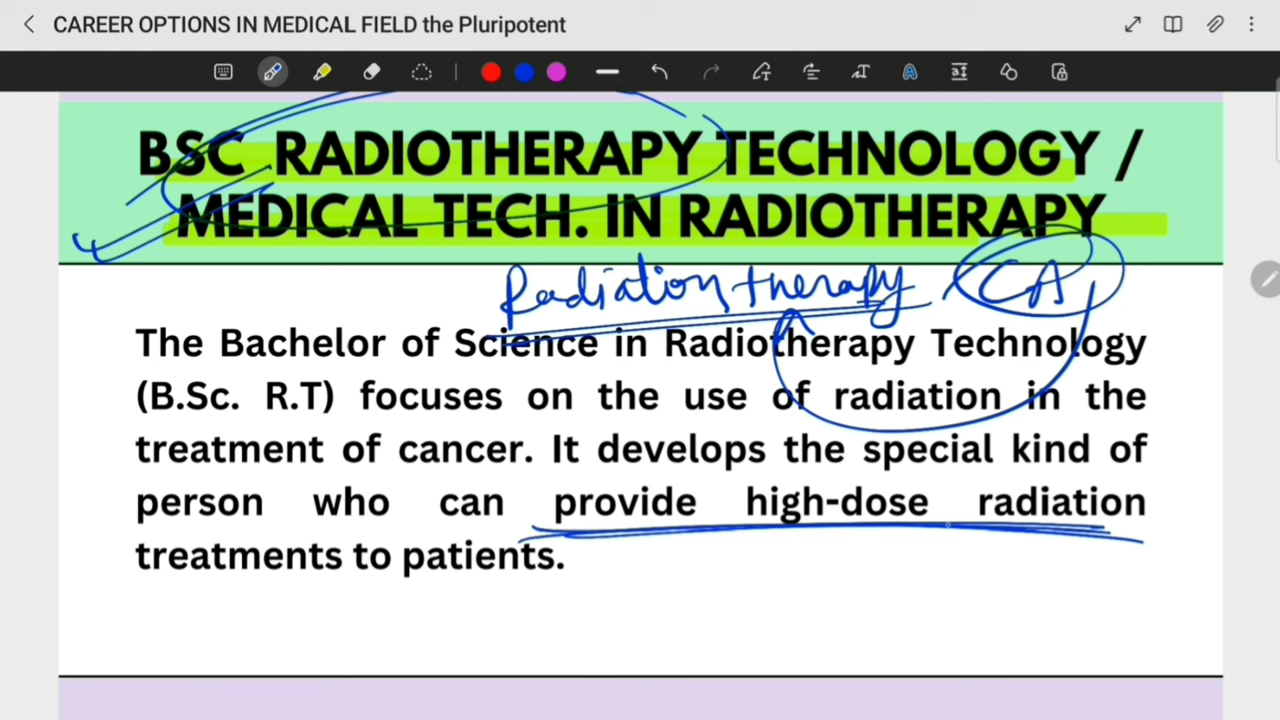 CAREER OPTIONS IN MEDICAL FIELD the Pluripotent
BSC RADIOTHERAPY TECHNOLOGY /
MEDICAL TECH. IN RADIOTHERAPY
Radiation therapy CA
The Bachelor of Science in Radiotherapy Technology
(B.Sc. R.T) focuses on the use of radiation in the
treatment of cancer. It develops the special kind of
person who can provide high-dose radiation
treatments to patients.